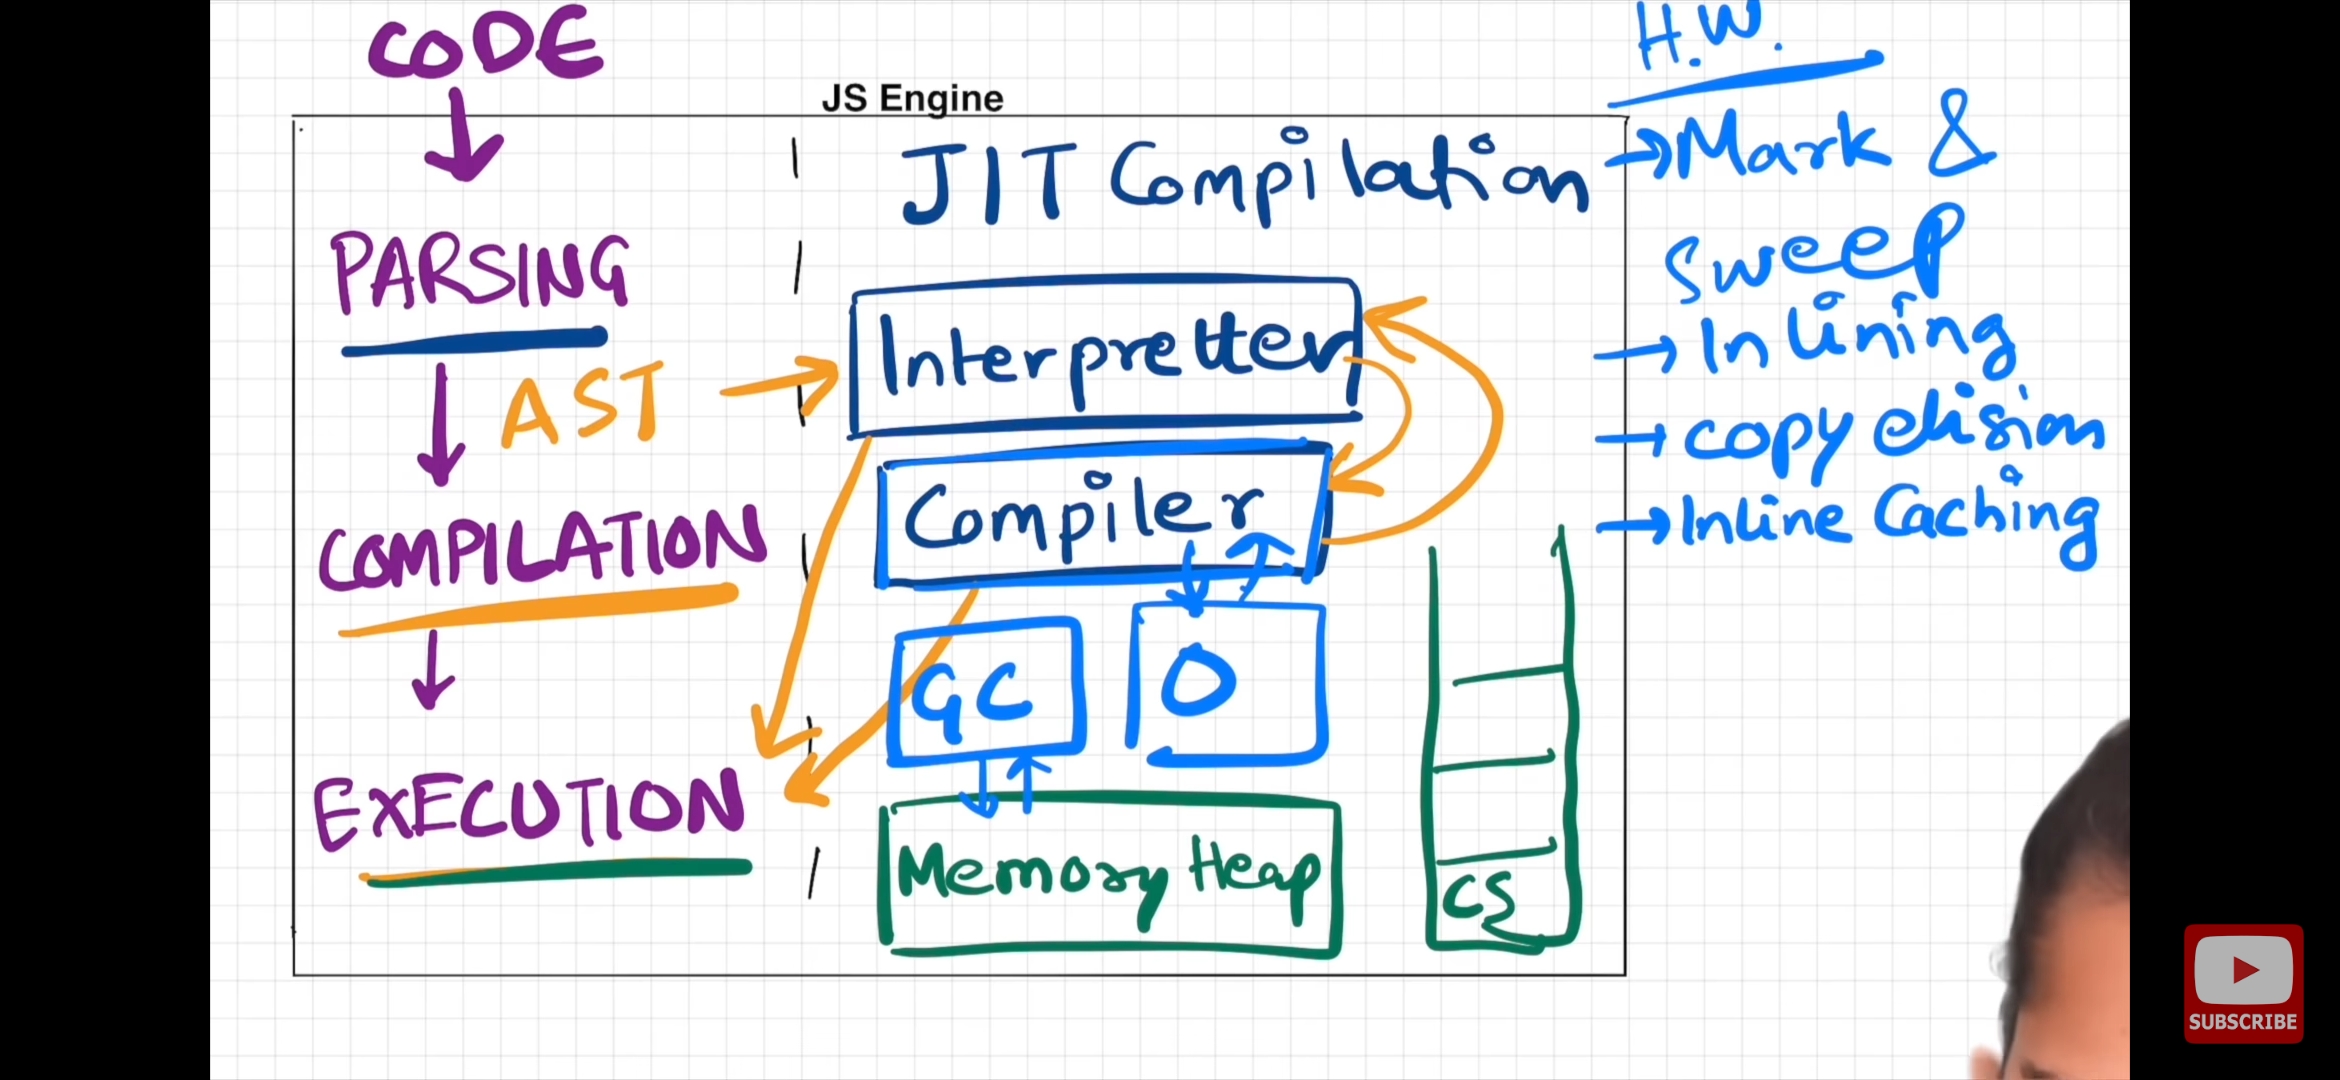 CODE
JS Engine
JIT Compilation
PARSING
AST
Interpretter
COMPILATION
Compiler
GC
O
EXECUTION
Memory Heap
CS
H.W.
→ Mark &
Sweep
→ Inlining
→ copy elision
→ Inline Caching
SUBSCRIBE